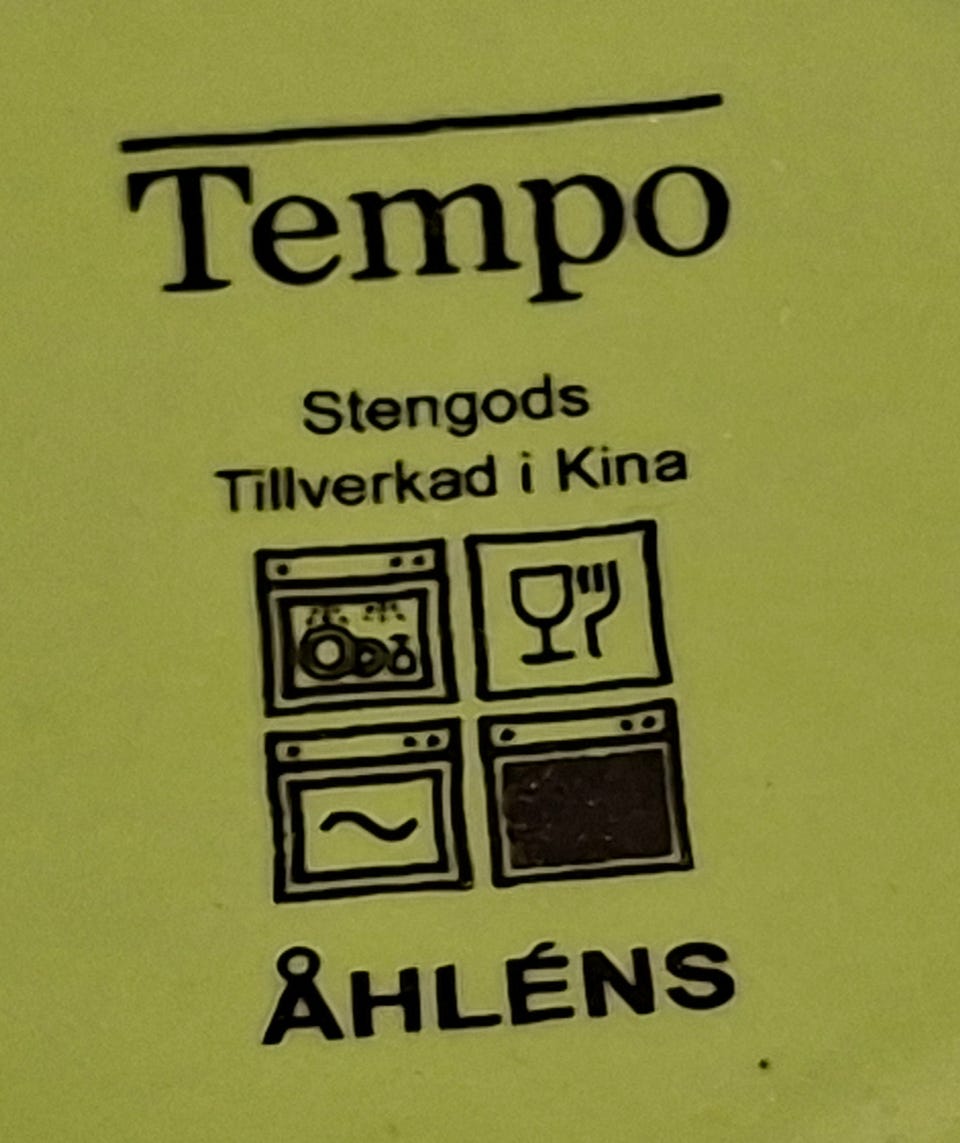 Tempo
Stengods
Tillverkad i Kina
ÅHLÉNS